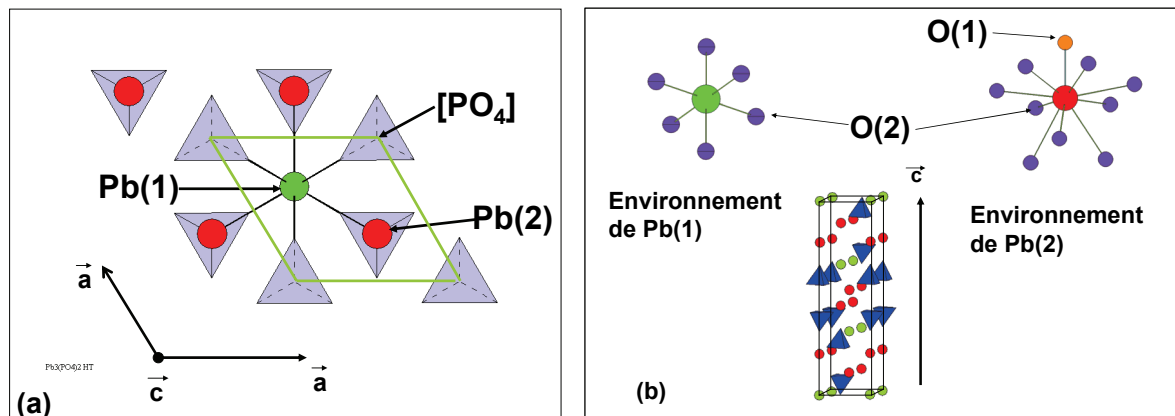 [PO4]
Pb(1)
Pb(2)
a
a
c
Pb3(PO4)2 HT
(a)
O(1)
O(2)
Environnement
de Pb(1)
c
Environnement
de Pb(2)
(b)